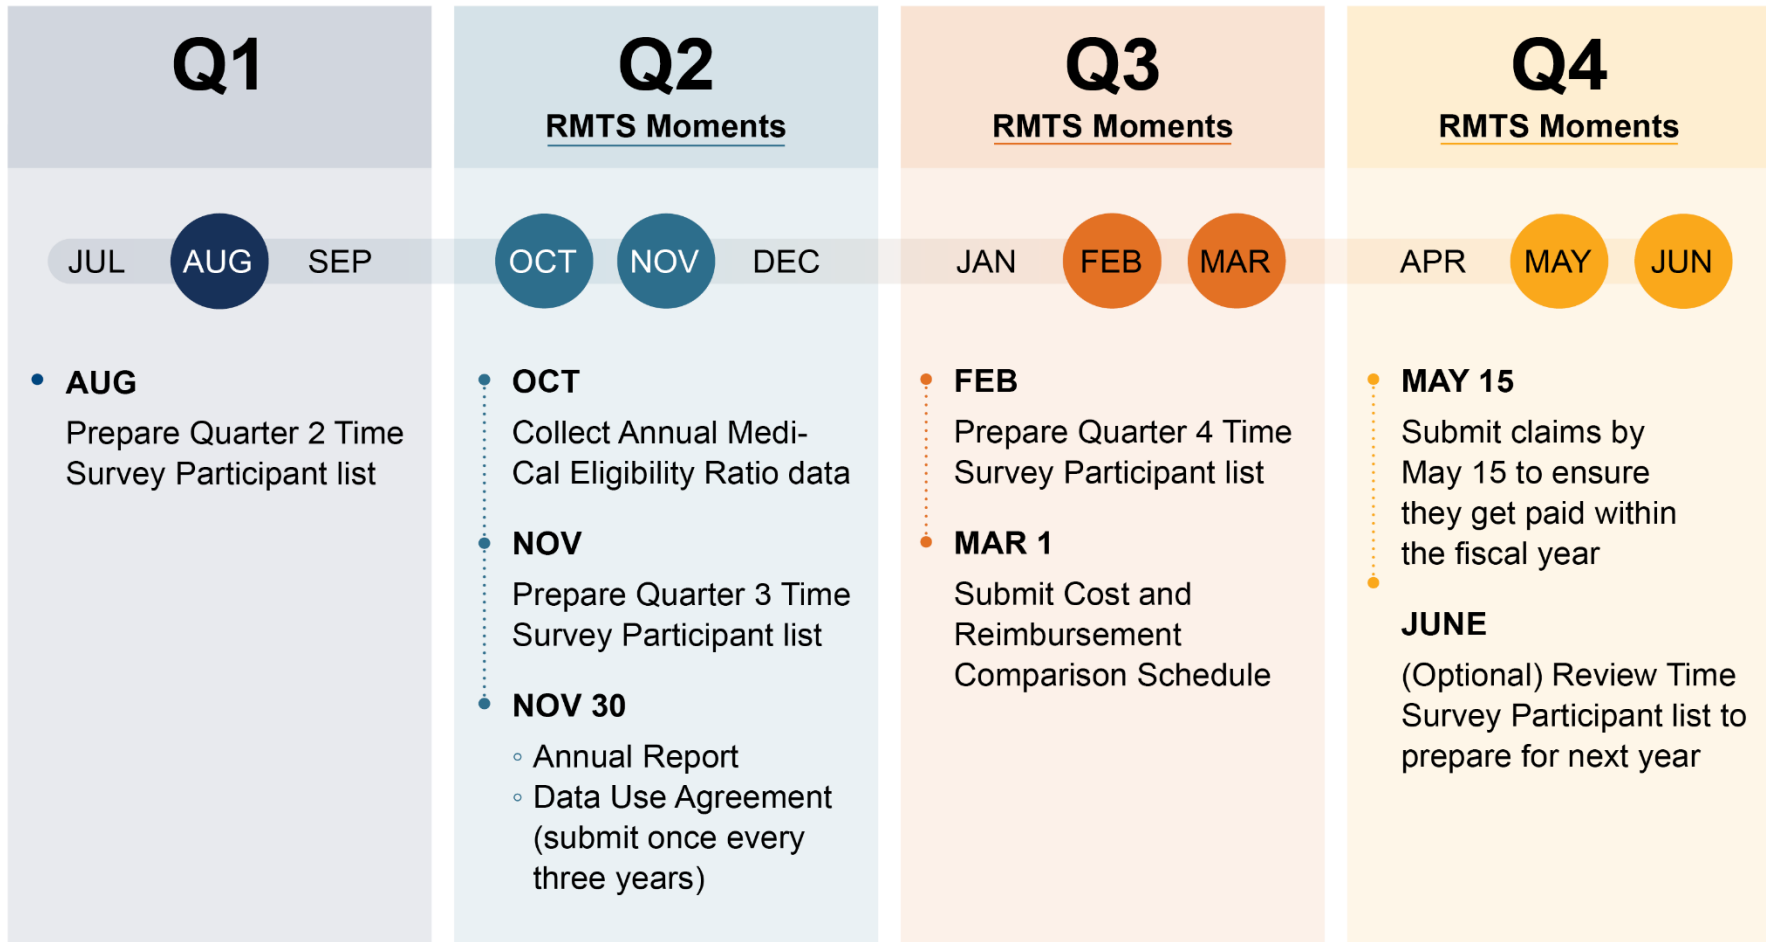 Q1
JUL AUG SEP
AUG
Prepare Quarter 2 Time
Survey Participant list
Q2
RMTS Moments
OCT NOV DEC
OCT
Collect Annual Medi-
Cal Eligibility Ratio data
NOV
Prepare Quarter 3 Time
Survey Participant list
NOV 30
◦ Annual Report
◦ Data Use Agreement
(submit once every
three years)
Q3
RMTS Moments
JAN FEB MAR
FEB
Prepare Quarter 4 Time
Survey Participant list
MAR 1
Submit Cost and
Reimbursement
Comparison Schedule
Q4
RMTS Moments
APR MAY JUN
MAY 15
Submit claims by
May 15 to ensure
they get paid within
the fiscal year
JUNE
(Optional) Review Time
Survey Participant list to
prepare for next year